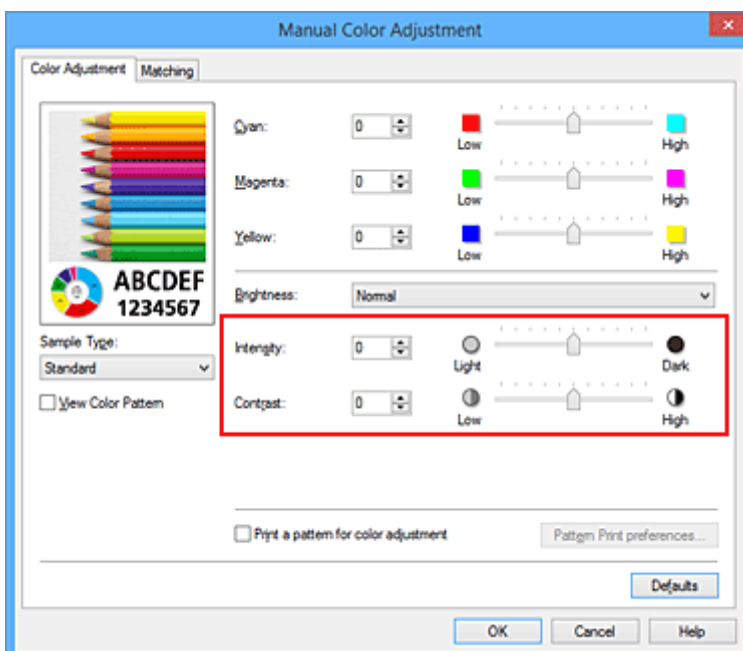 Manual Color Adjustment
Color Adjustment
Matching
ABCDEF
1234567
Sample Type:
Standard
View Color Pattern
Cyan:
0
Low
High
Magenta:
0
Low
High
Yellow:
0
Low
High
Brightness:
Normal
Intensity:
0
Light
Dark
Contrast:
0
Low
High
Print a pattern for color adjustment
Pattern Print preferences...
Defaults
OK
Cancel
Help